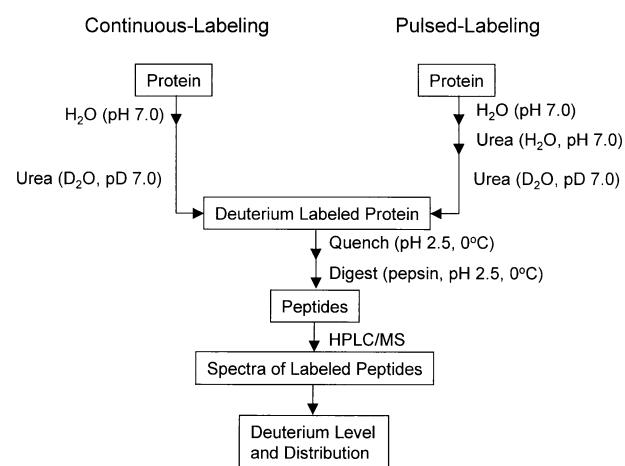 Continuous-Labeling
Pulsed-Labeling
Protein
Protein
H₂O (pH 7.0)
H₂O (pH 7.0)
Urea (H₂O, pH 7.0)
Urea (D₂O, pD 7.0)
Urea (D₂O, pD 7.0)
Deuterium Labeled Protein
Quench (pH 2.5, 0ºC)
Digest (pepsin, pH 2.5, 0ºC)
Peptides
HPLC/MS
Spectra of Labeled Peptides
Deuterium Level
and Distribution